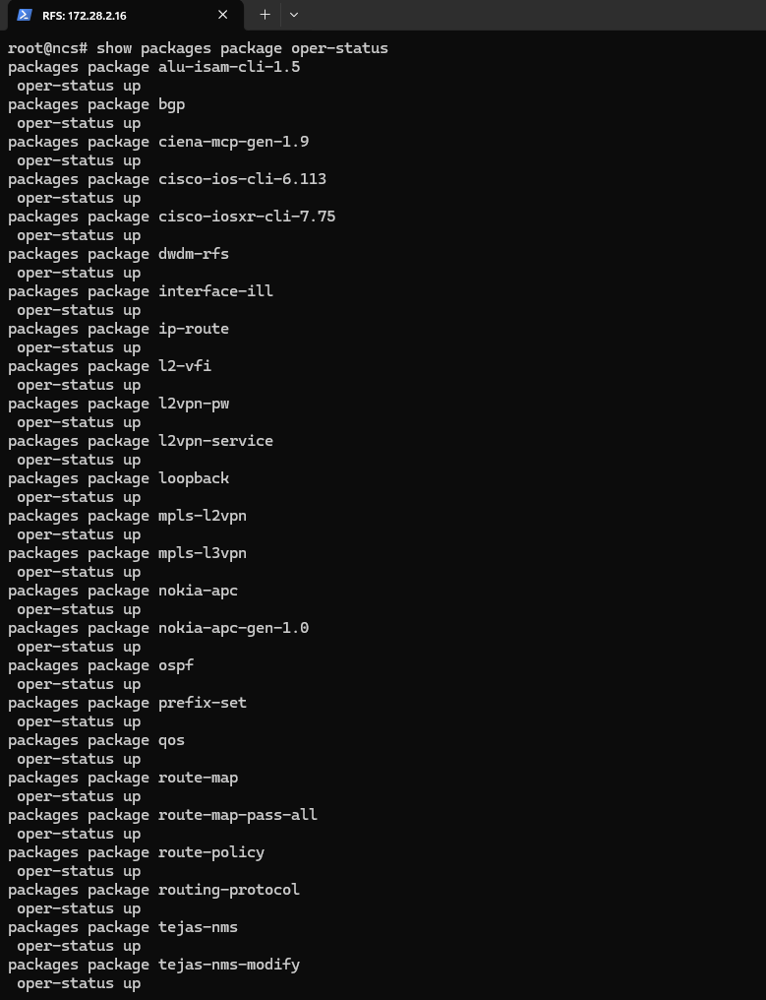 RFS: 172.28.2.16
root@ncs# show packages package oper-status
packages package alu-isam-cli-1.5
 oper-status up
packages package bgp
 oper-status up
packages package ciena-mcp-gen-1.9
 oper-status up
packages package cisco-ios-cli-6.113
 oper-status up
packages package cisco-iosxr-cli-7.75
 oper-status up
packages package dwdm-rfs
 oper-status up
packages package interface-ill
 oper-status up
packages package ip-route
 oper-status up
packages package l2-vfi
 oper-status up
packages package l2vpn-pw
 oper-status up
packages package l2vpn-service
 oper-status up
packages package loopback
 oper-status up
packages package mpls-l2vpn
 oper-status up
packages package mpls-l3vpn
 oper-status up
packages package nokia-apc
 oper-status up
packages package nokia-apc-gen-1.0
 oper-status up
packages package ospf
 oper-status up
packages package prefix-set
 oper-status up
packages package qos
 oper-status up
packages package route-map
 oper-status up
packages package route-map-pass-all
 oper-status up
packages package route-policy
 oper-status up
packages package routing-protocol
 oper-status up
packages package tejas-nms
 oper-status up
packages package tejas-nms-modify
 oper-status up